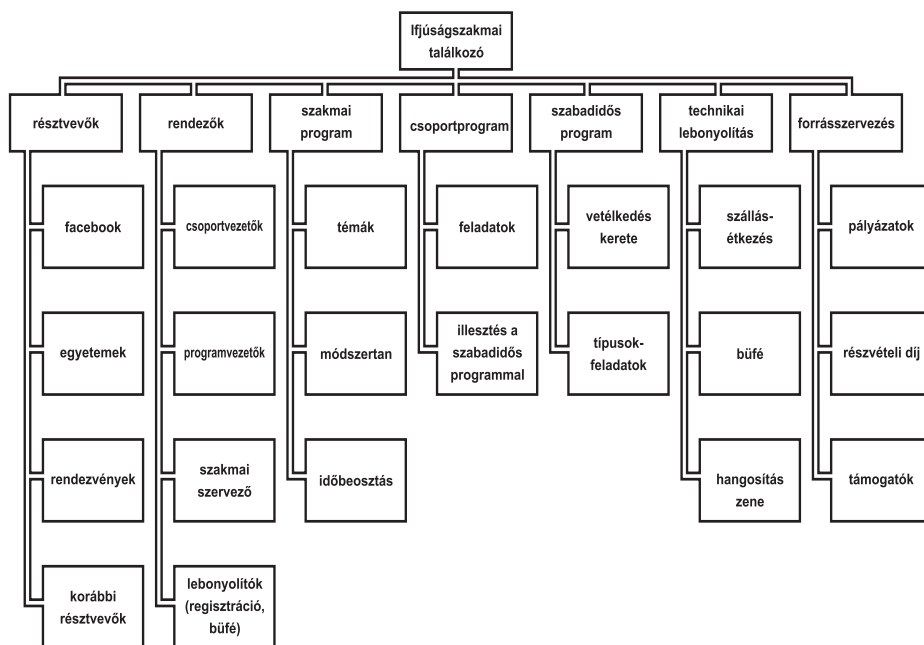 Ifjúságszakmai
találkozó
résztvevők
rendezők
szakmai
program
csoportprogram
szabadidős
program
technikai
lebonyolítás
forrásszervezés
facebook
csoportvezetők
témák
feladatok
vetélkedés
kerete
szállás-
étkezés
pályázatok
egyetemek
programvezetők
módszertan
illesztés a
szabadidős
programmal
típusok-
feladatok
büfé
részvételi díj
rendezvények
szakmai
szervező
időbeosztás
hangosítás
zene
támogatók
korábbi
résztvevők
lebonyolítók
(regisztráció,
büfé)